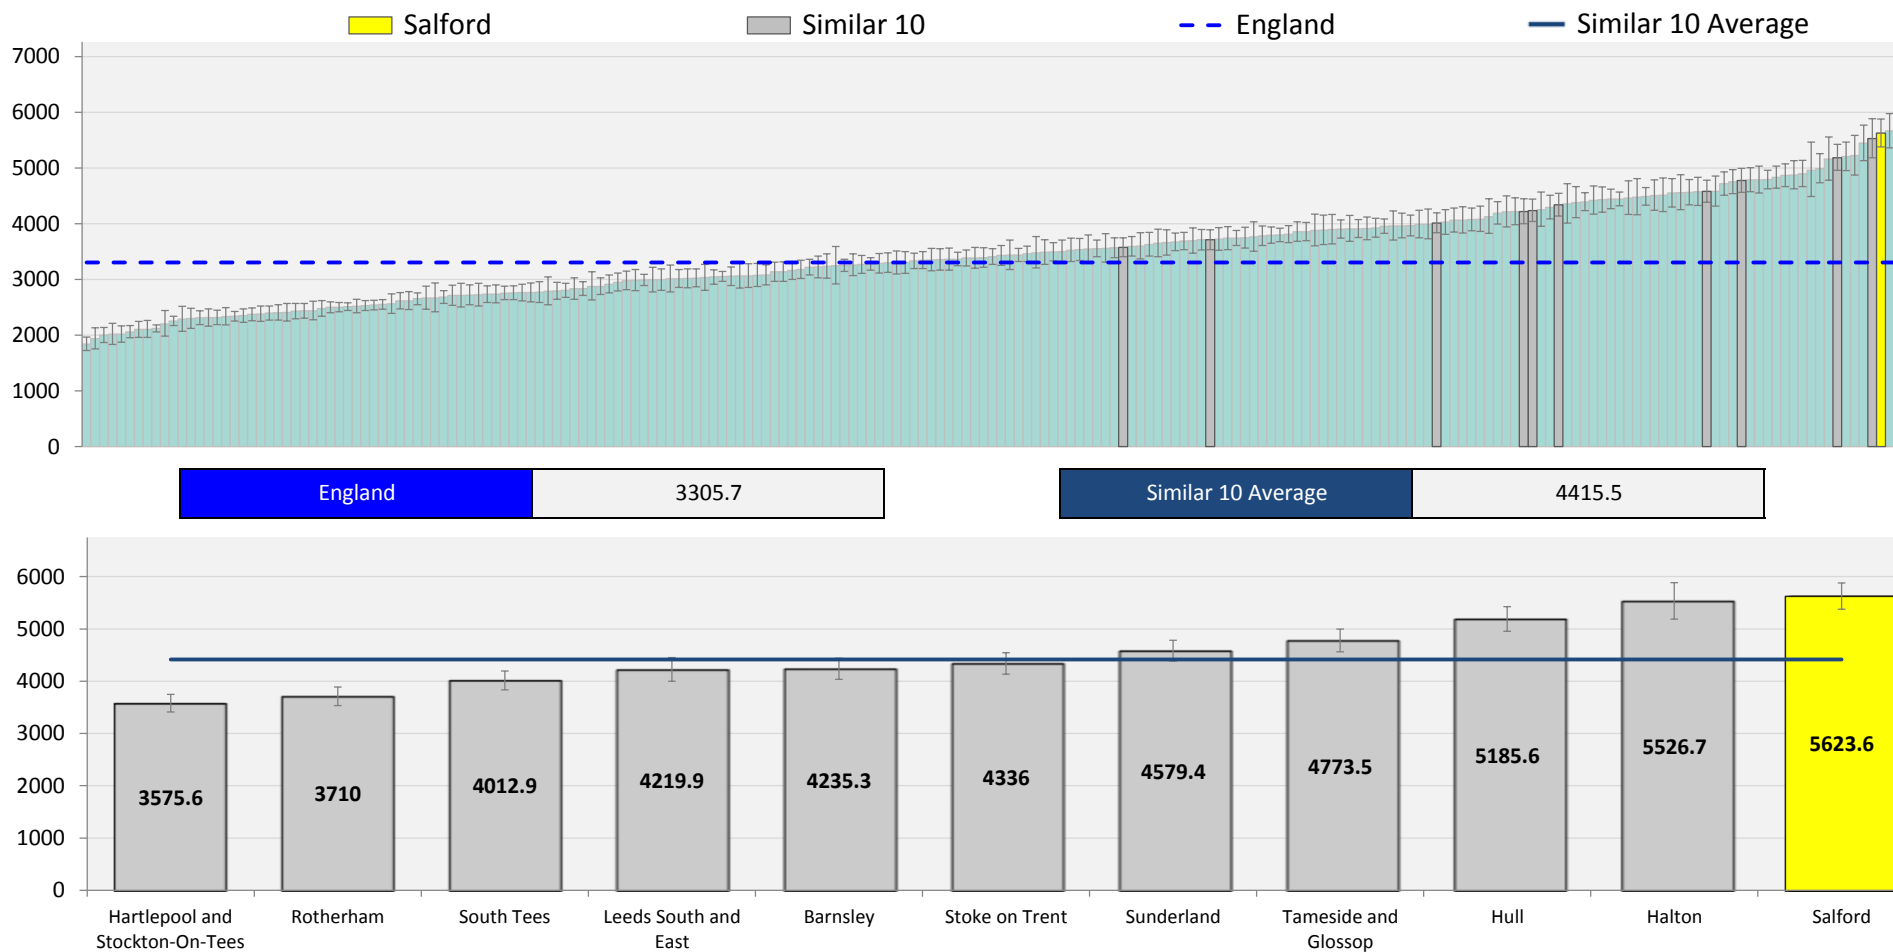 Salford
Similar 10
England
Similar 10 Average
7000
6000
5000
4000
3000
2000
1000
0
England
3305.7
Similar 10 Average
4415.5
6000
5000
4000
3000
2000
1000
0
3575.6
3710
4012.9
4219.9
4235.3
4336
4579.4
4773.5
5185.6
5526.7
5623.6
Hartlepool and
Stockton-On-Tees
Rotherham
South Tees
Leeds South and
East
Barnsley
Stoke on Trent
Sunderland
Tameside and
Glossop
Hull
Halton
Salford